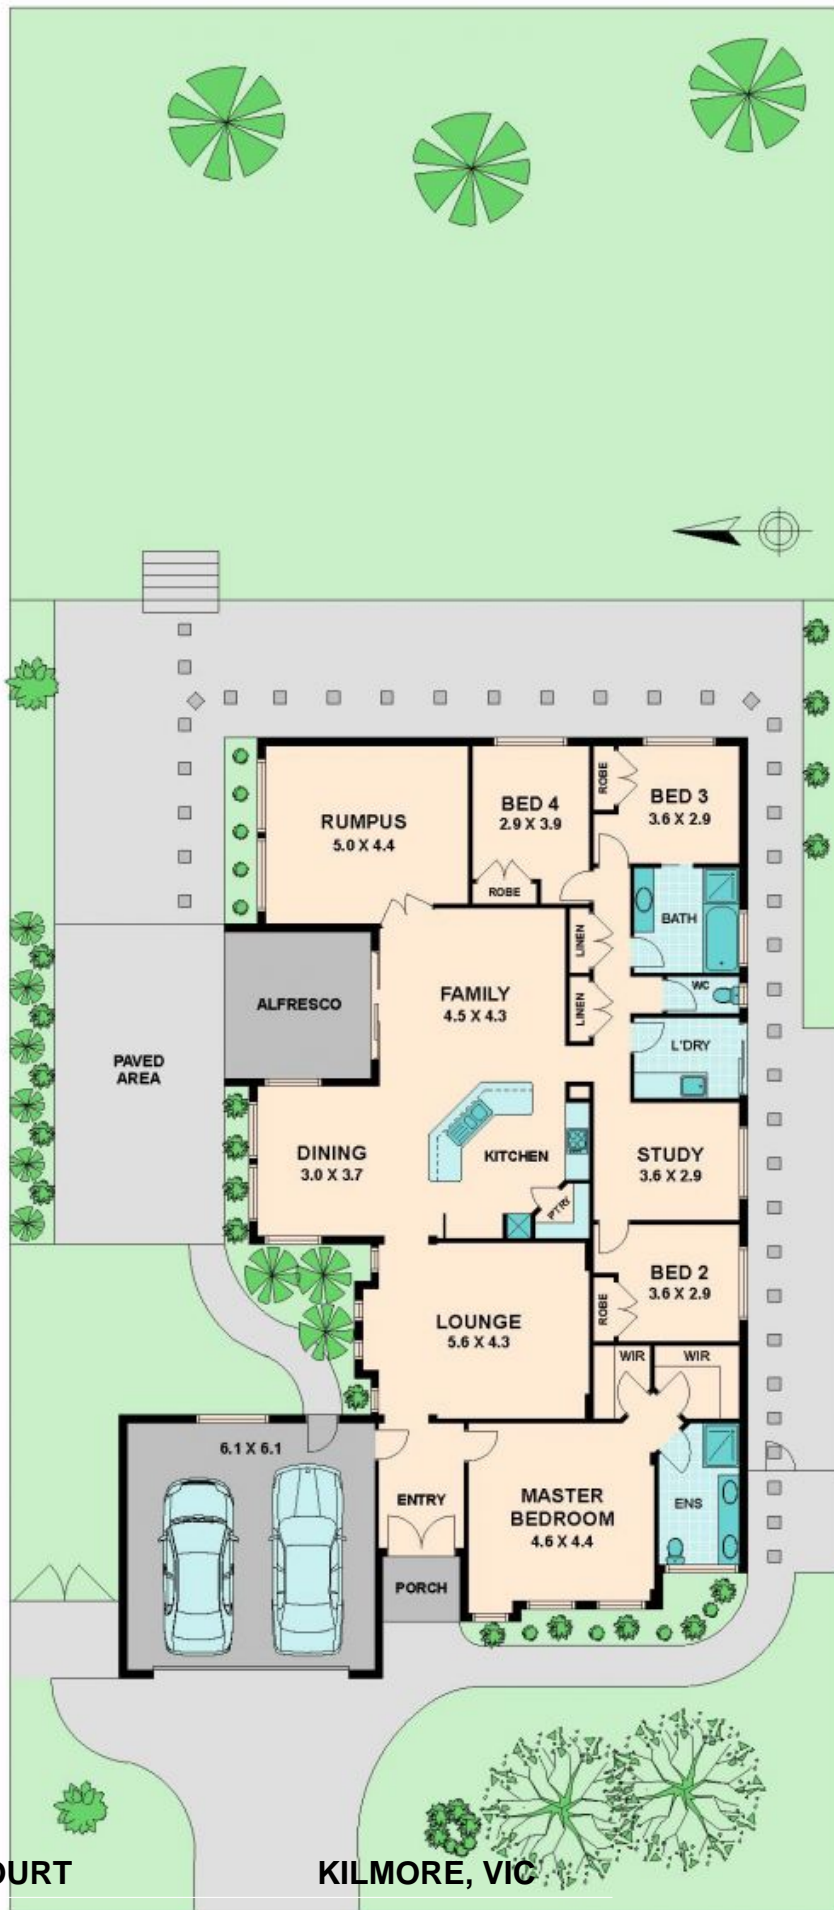 RUMPUS
5.0 X 4.4
BED 4
2.9 X 3.9
ROBE
ROBE
BED 3
3.6 X 2.9
BATH
LINEN
LINEN
WC
L'DRY
ALFRESCO
FAMILY
4.5 X 4.3
PAVED
AREA
DINING
3.0 X 3.7
KITCHEN
PTRY
STUDY
3.6 X 2.9
BED 2
3.6 X 2.9
ROBE
LOUNGE
5.6 X 4.3
WIR
WIR
6.1 X 6.1
ENTRY
MASTER
BEDROOM
4.6 X 4.4
ENS
PORCH
KILMORE, VIC